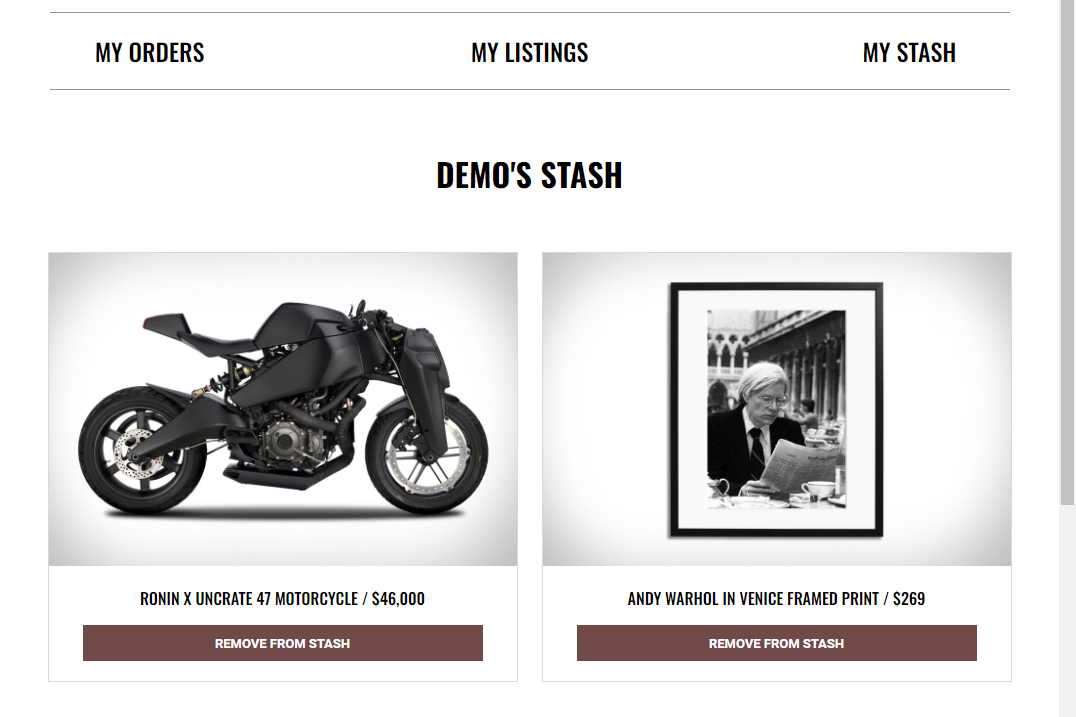 MY ORDERS
MY LISTINGS
MY STASH
DEMO'S STASH
RONIN X UNCRATE 47 MOTORCYCLE / $46,000
REMOVE FROM STASH
ANDY WARHOL IN VENICE FRAMED PRINT / $269
REMOVE FROM STASH